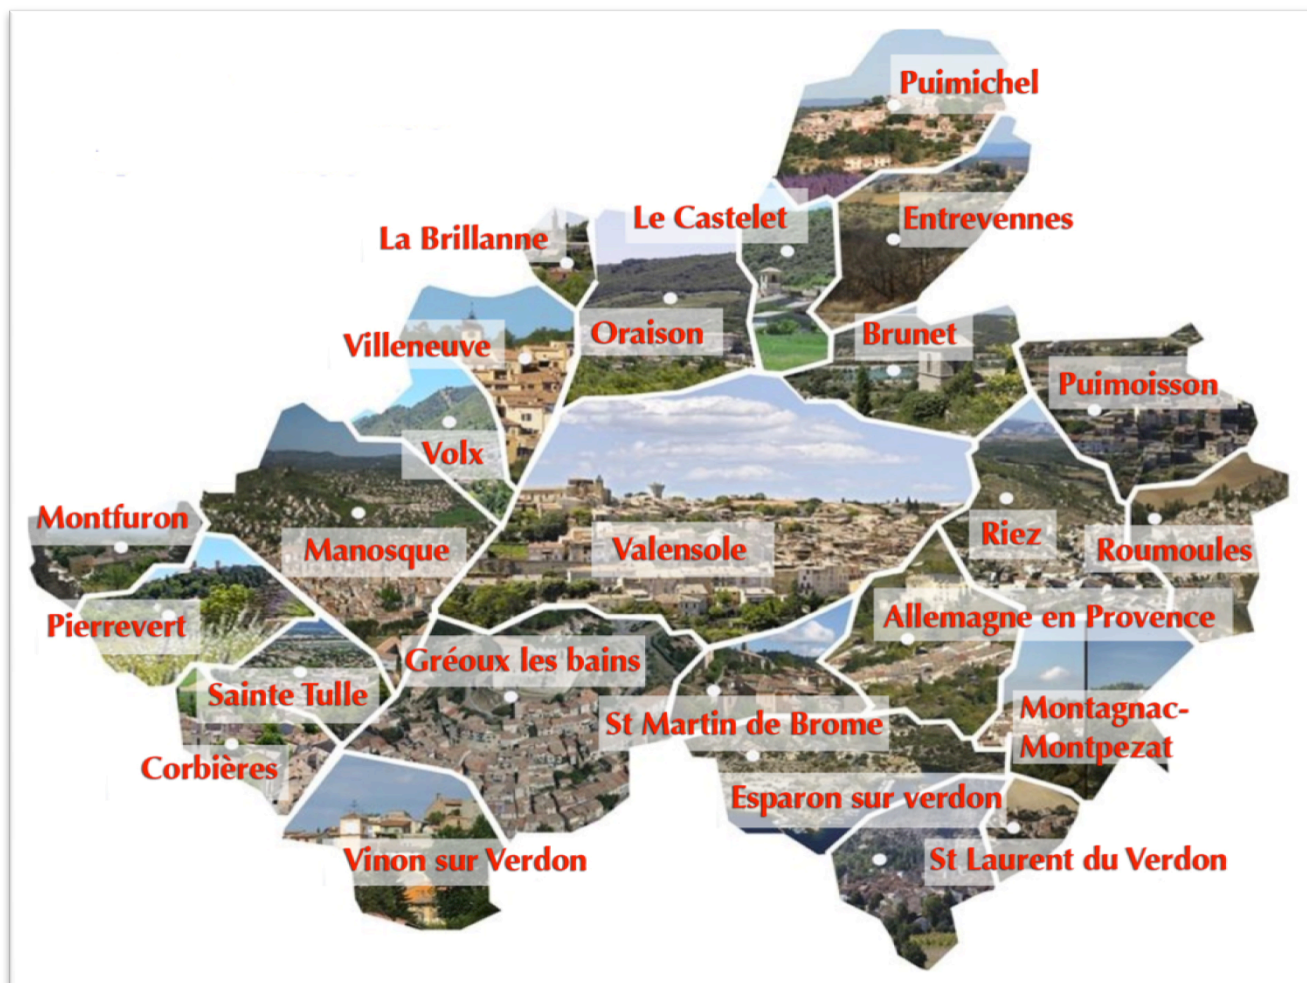 Puimichel
Le Castelet
Entrevennes
La Brillanne
Villeneuve
Oraison
Brunet
Puimoisson
Volx
Montfuron
Manosque
Valensole
Riez
Roumoules
Pierrevert
Allemagne en Provence
Gréoux les bains
Sainte Tulle
St Martin de Brome
Montagnac-
Montpezat
Corbières
Esparon sur verdon
Vinon sur Verdon
St Laurent du Verdon